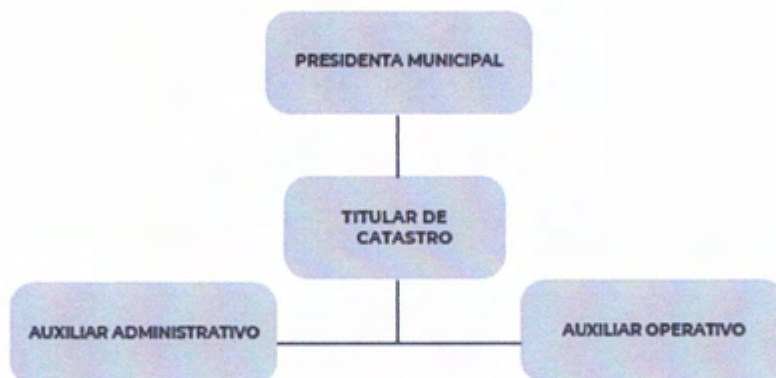 PRESIDENTA MUNICIPAL
TITULAR DE
CATASTRO
AUXILIAR ADMINISTRATIVO
AUXILIAR OPERATIVO